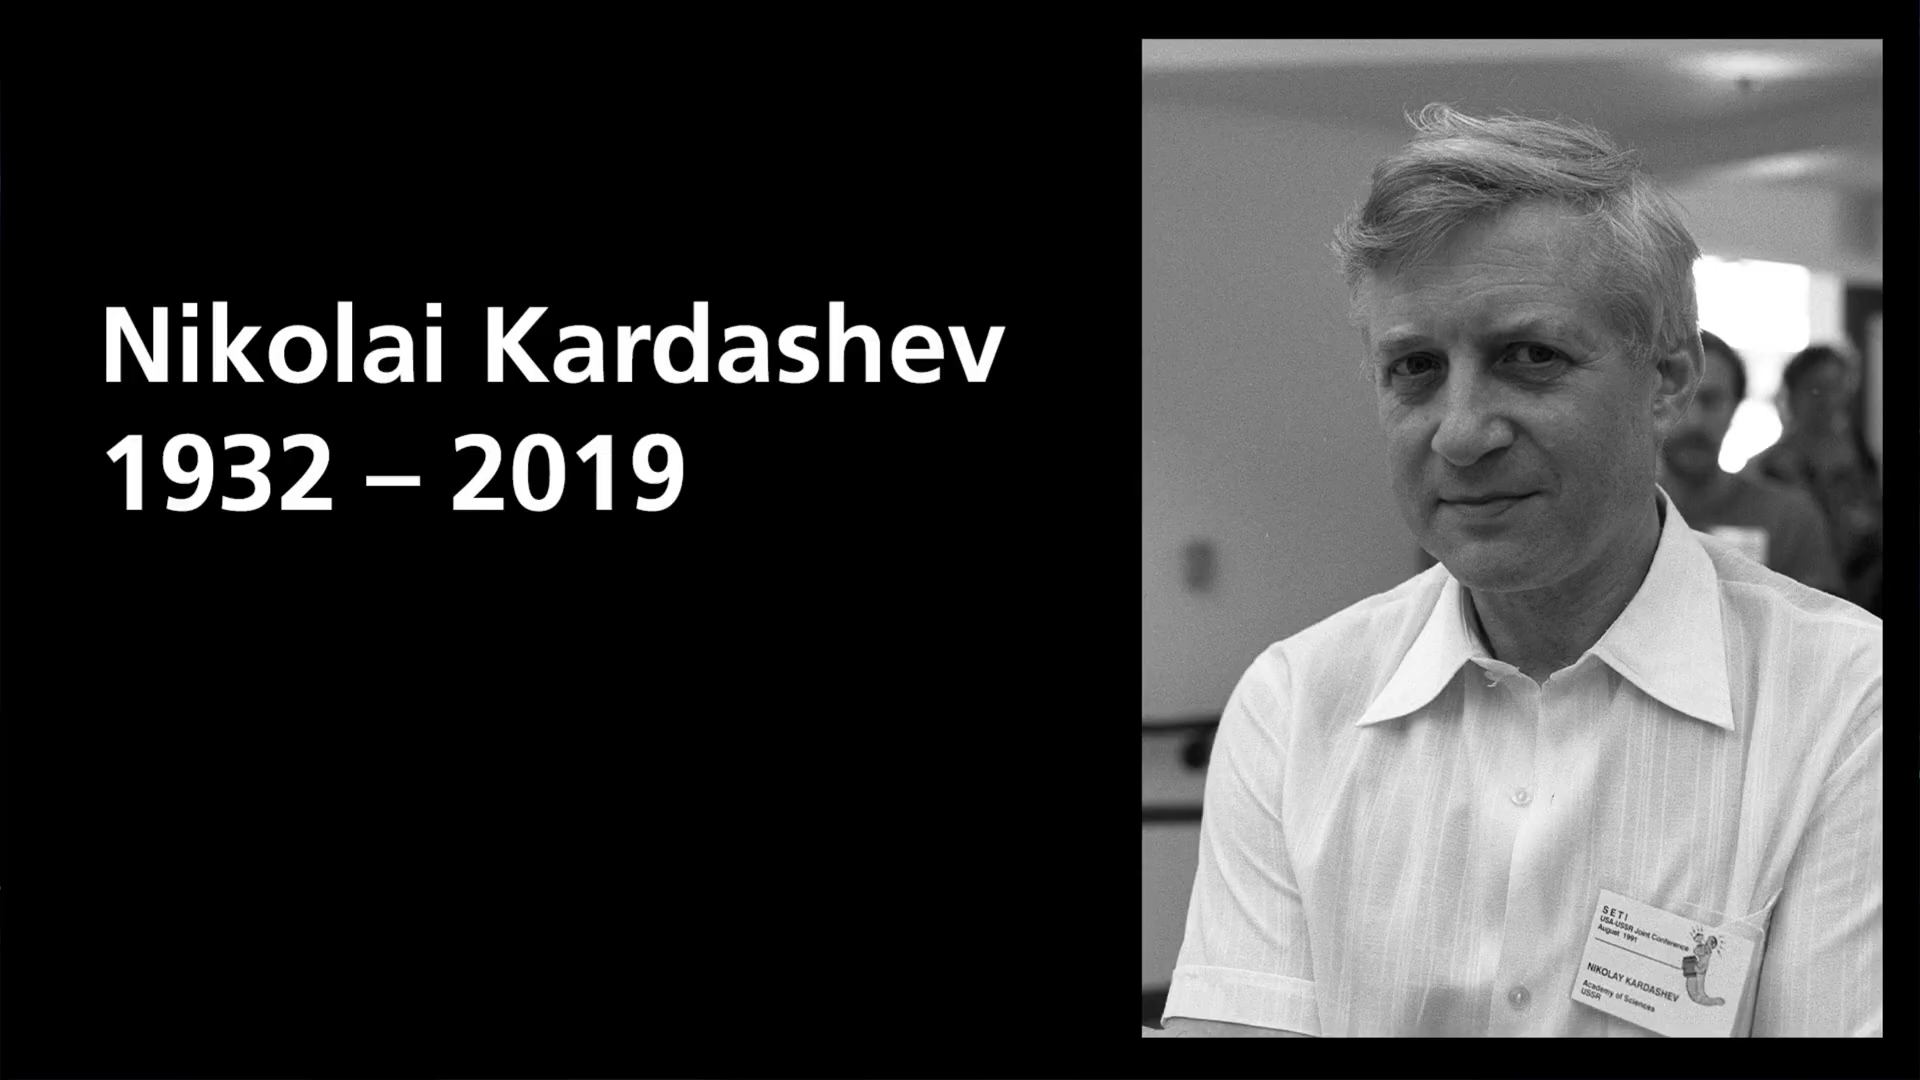 Nikolai Kardashev
1932 – 2019
SETI
USA-USSR Joint Conference
August 1991
NIKOLAY KARDASHEV
Academy of Sciences
USSR